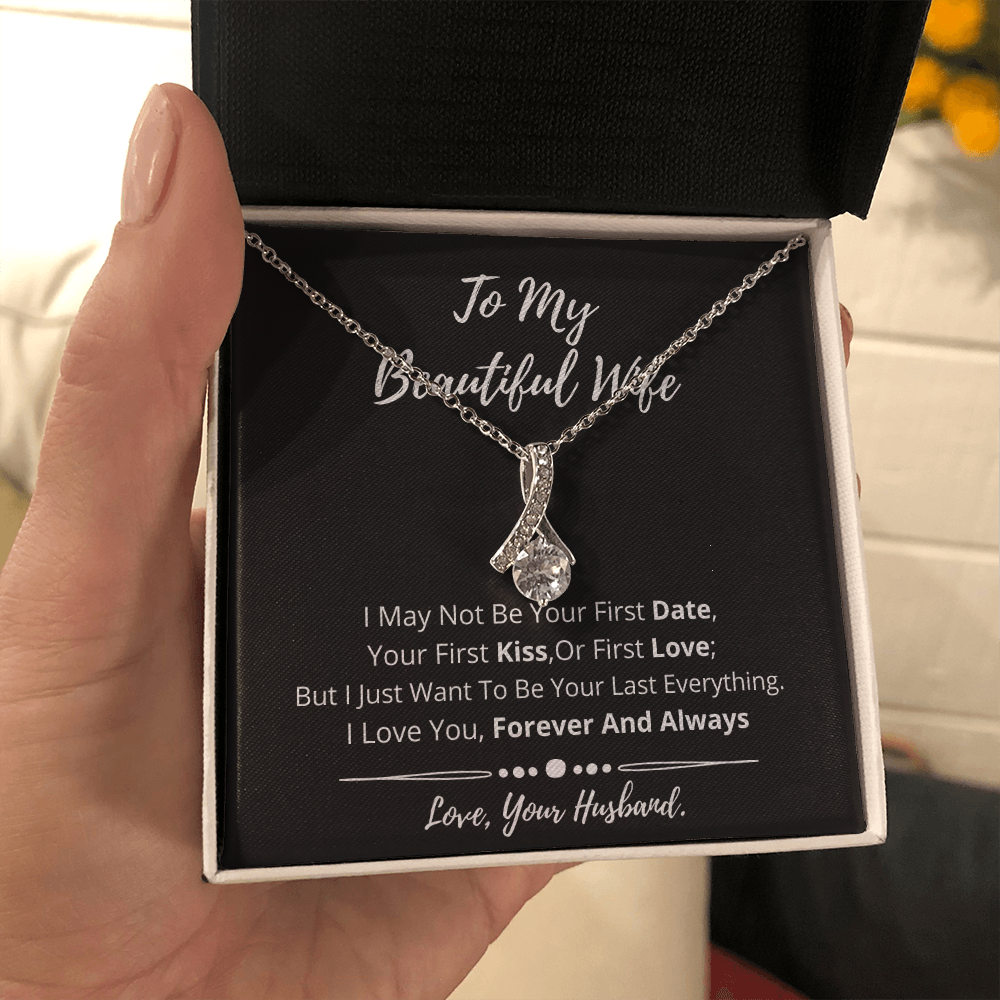 To My
Beautiful Wife
I May Not Be Your First Date,
Your First Kiss,Or First Love;
But I Just Want To Be Your Last Everything.
I Love You, Forever And Always
Love, Your Husband.